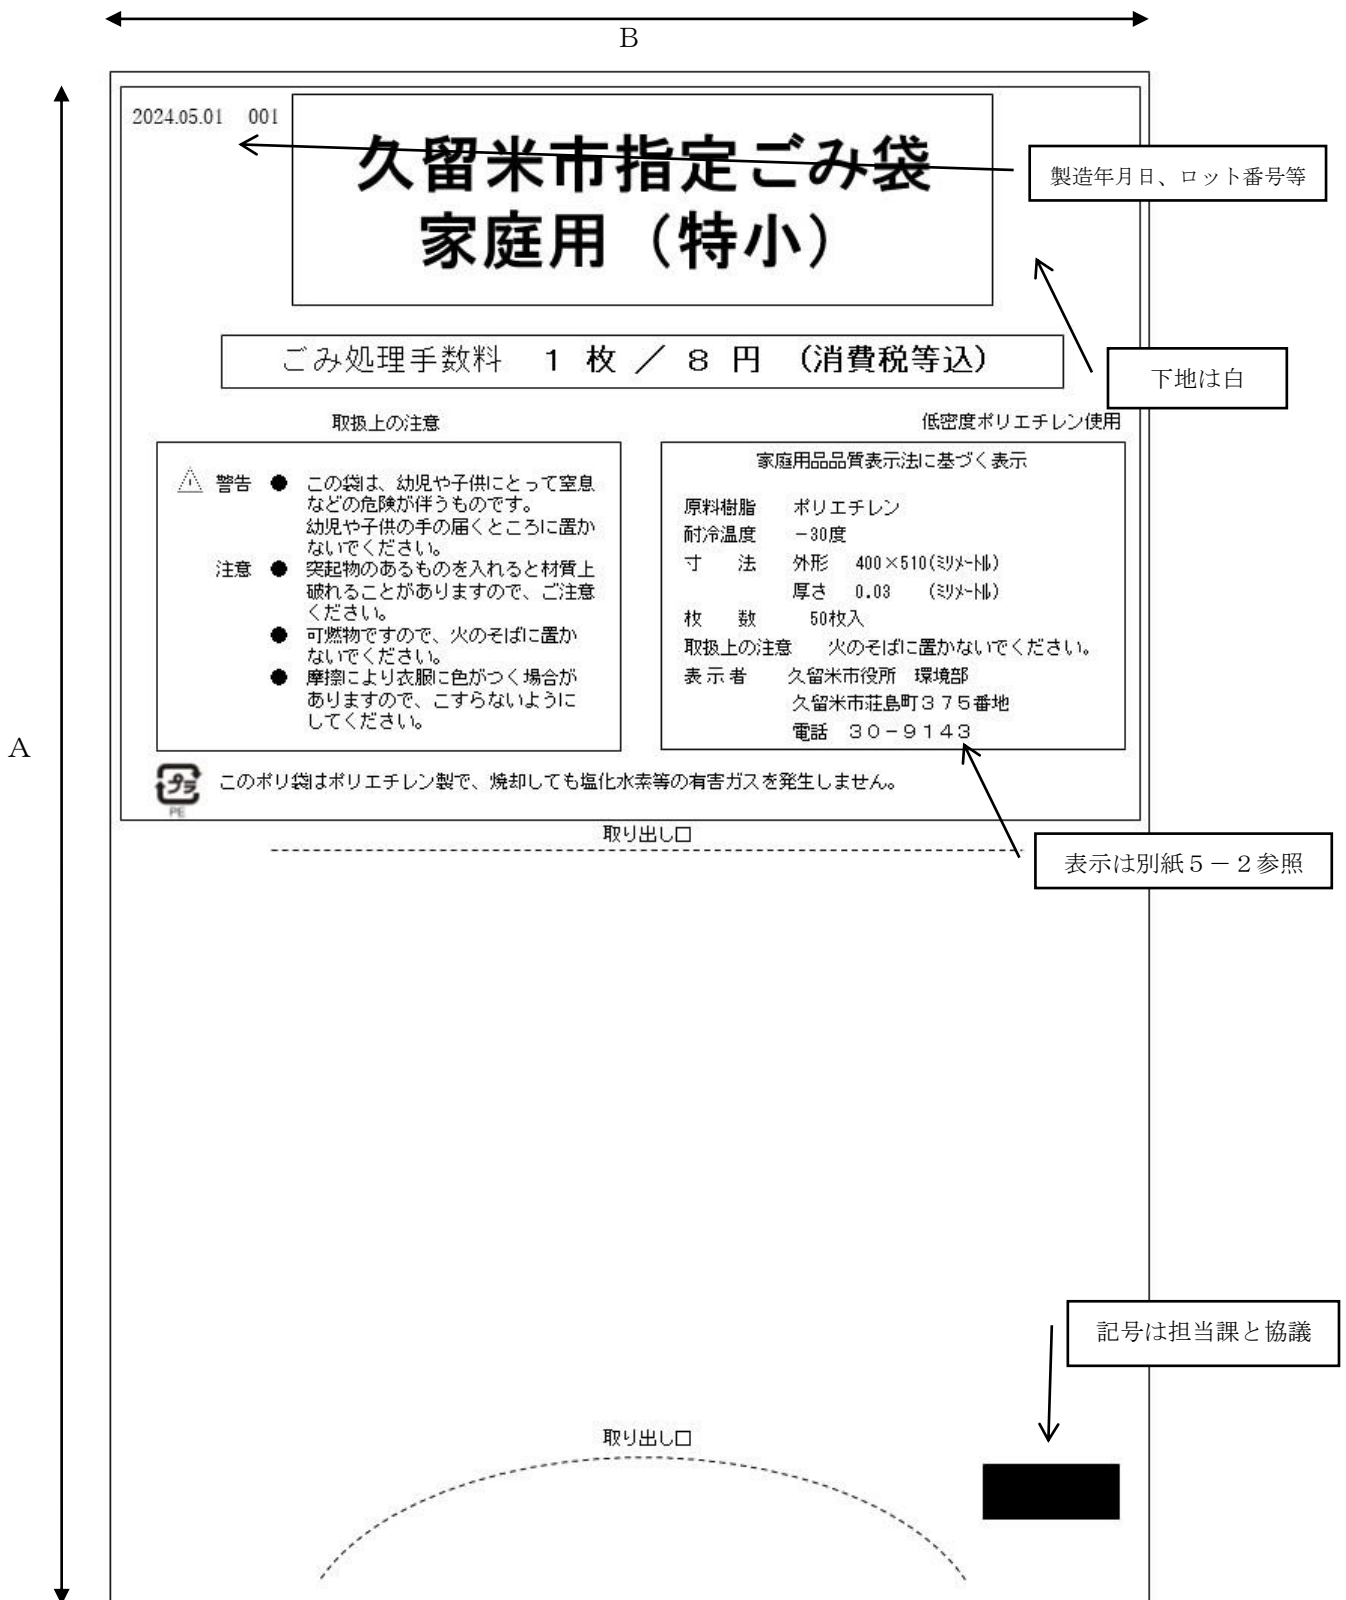 B
2024.05.01 001
久留米市指定ごみ袋
家庭用（特小）
製造年月日、ロット番号等
ごみ処理手数料 １ 枚 ／ ８ 円 （消費税等込）
下地は白
取扱上の注意
低密度ポリエチレン使用
警告 ● この袋は、幼児や子供にとって窒息
などの危険が伴うものです。
幼児や子供の手の届くところに置か
ないでください。
注意 ● 突起物のあるものを入れると材質上
破れることがありますので、ご注意
ください。
● 可燃物ですので、火のそばに置か
ないでください。
● 摩擦により衣服に色がつく場合が
ありますので、こすらないように
してください。
家庭用品品質表示法に基づく表示
原料樹脂 ポリエチレン
耐冷温度 －30度
寸 法 外形 400×510(ﾐﾘﾒｰﾄﾙ)
厚さ 0.03 (ﾐﾘﾒｰﾄﾙ)
枚 数 50枚入
取扱上の注意 火のそばに置かないでください。
表示者 久留米市役所 環境部
久留米市荘島町３７５番地
電話 ３０－９１４３
A
プラ
PE
このポリ袋はポリエチレン製で、焼却しても塩化水素等の有害ガスを発生しません。
取り出し口
表示は別紙５－２参照
記号は担当課と協議
取り出し口